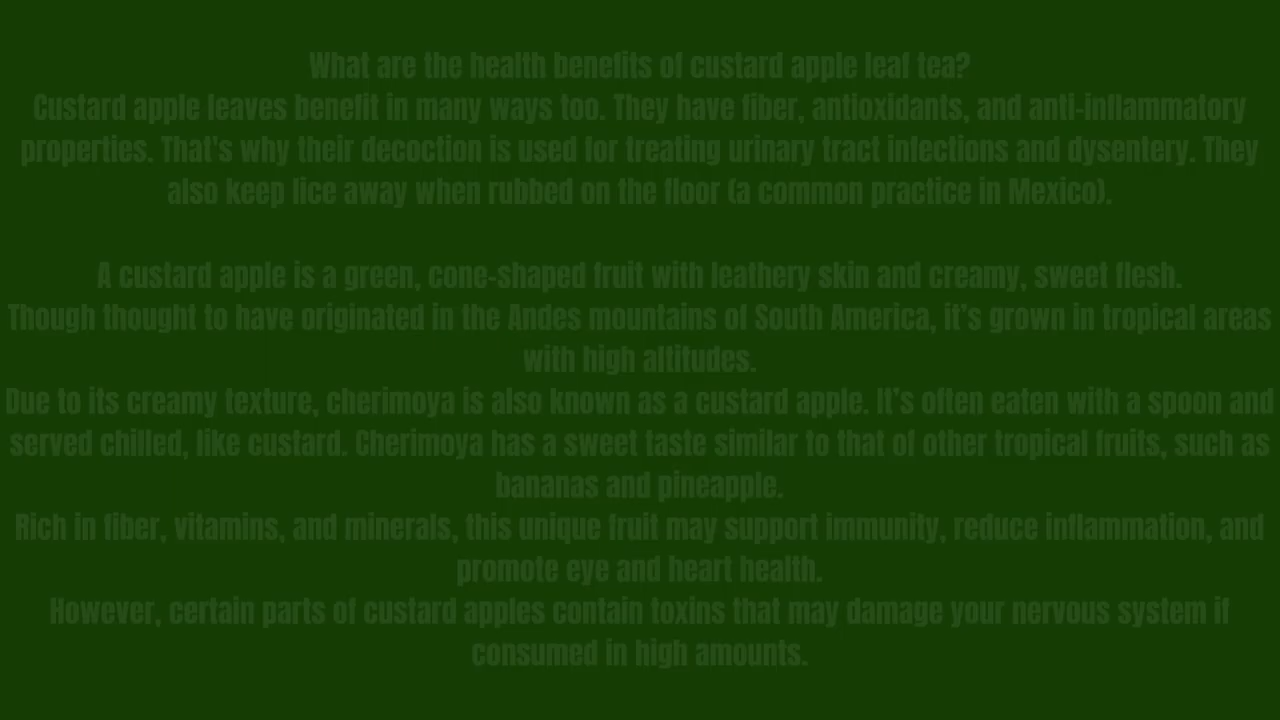 What are the health benefits of custard apple leaf tea?
Custard apple leaves benefit in many ways too. They have fiber, antioxidants, and anti-inflammatory
properties. That's why their decoction is used for treating urinary tract infections and dysentery. They
also keep lice away when rubbed on the floor (a common practice in Mexico).
A custard apple is a green, cone-shaped fruit with leathery skin and creamy, sweet flesh.
Though thought to have originated in the Andes mountains of South America, it’s grown in tropical areas
with high altitudes.
Due to its creamy texture, cherimoya is also known as a custard apple. It’s often eaten with a spoon and
served chilled, like custard. Cherimoya has a sweet taste similar to that of other tropical fruits, such as
bananas and pineapple.
Rich in fiber, vitamins, and minerals, this unique fruit may support immunity, reduce inflammation, and
promote eye and heart health.
However, certain parts of custard apples contain toxins that may damage your nervous system if
consumed in high amounts.